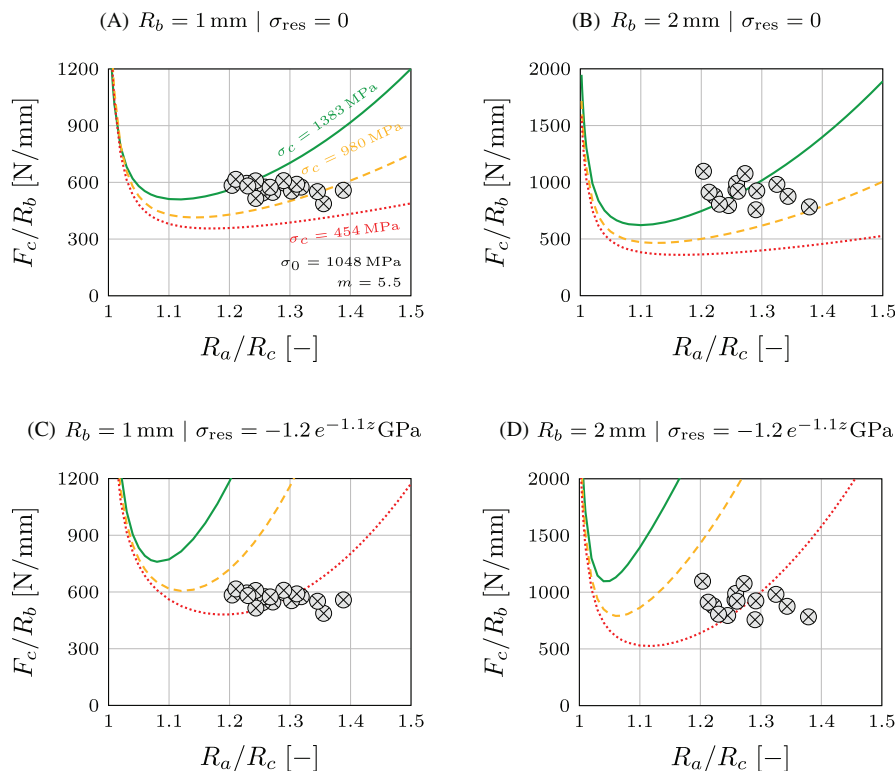 (A) R_b = 1 mm | σ_res = 0
F_c/R_b [N/mm]
1200
900
600
300
0
σ_c = 1383 MPa
σ_c = 980 MPa
σ_c = 454 MPa
σ_0 = 1048 MPa
m = 5.5
1 1.1 1.2 1.3 1.4 1.5
R_a/R_c [−]
(B) R_b = 2 mm | σ_res = 0
F_c/R_b [N/mm]
2000
1500
1000
500
0
1 1.1 1.2 1.3 1.4 1.5
R_a/R_c [−]
(C) R_b = 1 mm | σ_res = −1.2 e^{−1.1z} GPa
F_c/R_b [N/mm]
1200
900
600
300
0
1 1.1 1.2 1.3 1.4 1.5
R_a/R_c [−]
(D) R_b = 2 mm | σ_res = −1.2 e^{−1.1z} GPa
F_c/R_b [N/mm]
2000
1500
1000
500
0
1 1.1 1.2 1.3 1.4 1.5
R_a/R_c [−]